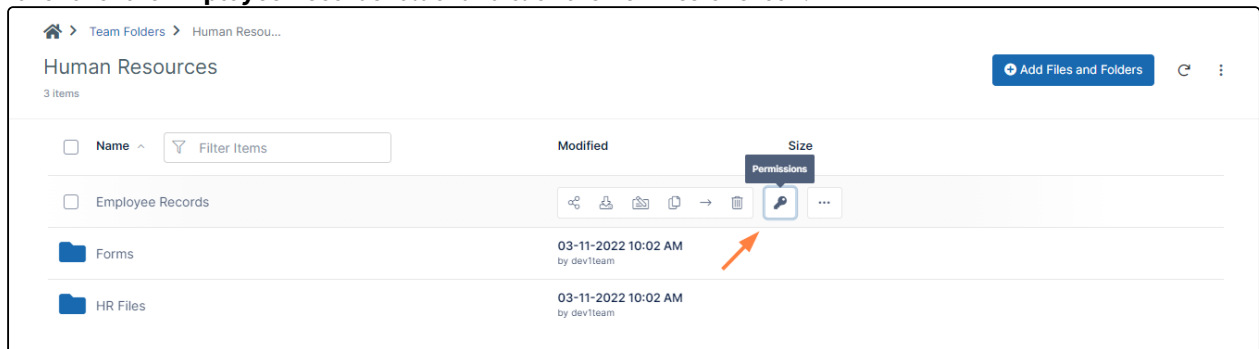 Team Folders > Human Resou...
Human Resources
Add Files and Folders
3 items
Name
Filter Items
Modified
Size
Permissions
Employee Records
Forms
03-11-2022 10:02 AM
by dev1team
HR Files
03-11-2022 10:02 AM
by dev1team